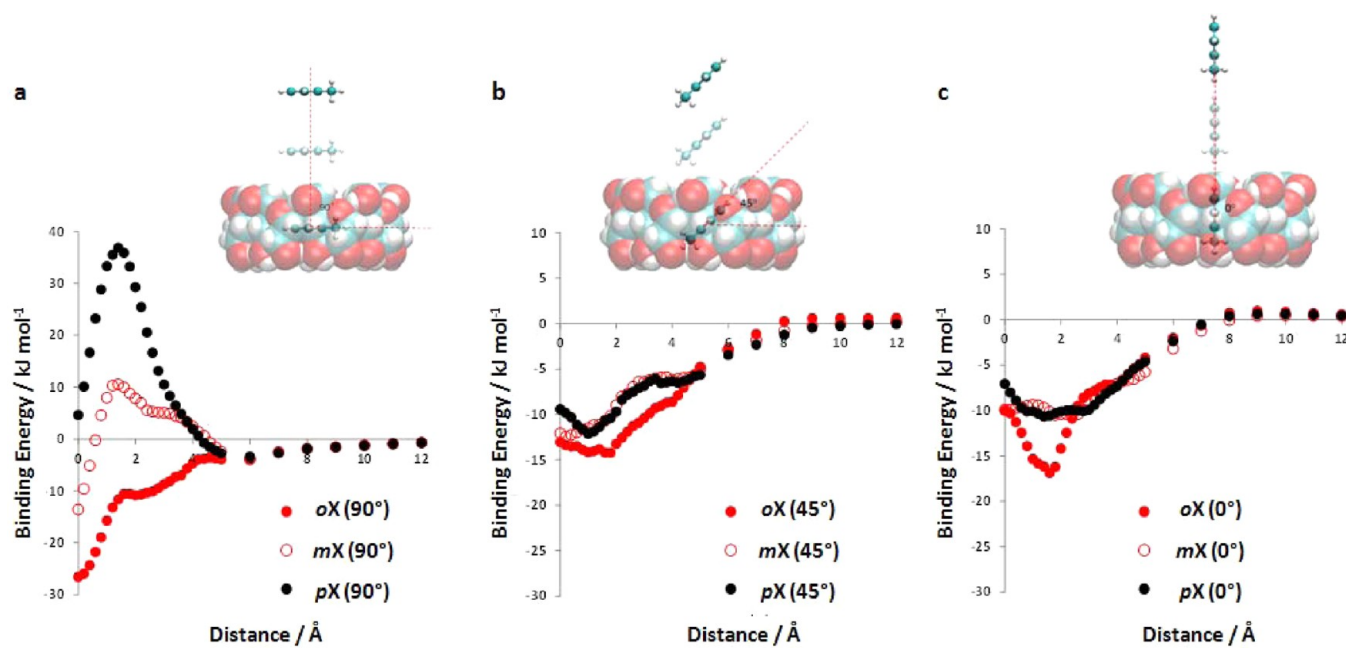 a
90°
40
30
20
10
0
-10
-20
-30
2
4
6
8
10
12
Binding Energy / kJ mol⁻¹
oX (90°)
mX (90°)
pX (90°)
Distance / Å
b
45°
10
5
0
-5
-10
-15
-20
-25
-30
0
2
4
6
8
10
12
Binding Energy / kJ mol⁻¹
oX (45°)
mX (45°)
pX (45°)
Distance / Å
c
0°
10
5
0
-5
-10
-15
-20
-25
-30
0
2
4
6
8
10
12
Binding Energy / kJ mol⁻¹
oX (0°)
mX (0°)
pX (0°)
Distance / Å